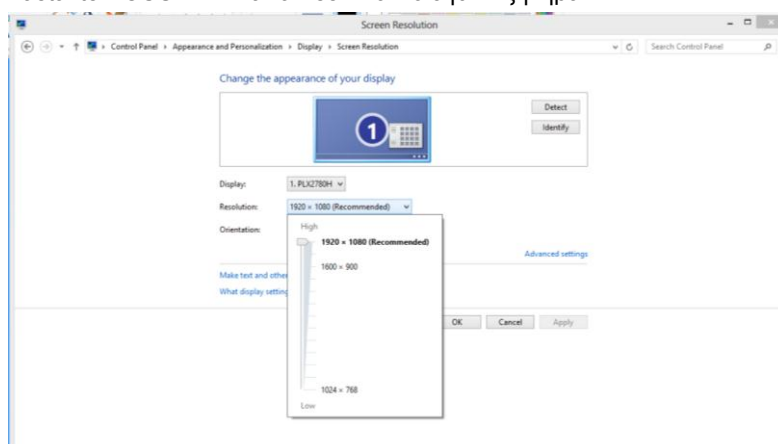 Screen Resolution
Control Panel › Appearance and Personalization › Display › Screen Resolution
Search Control Panel
Change the appearance of your display
1
Detect
Identify
Display: 1. PLX2780H
Resolution: 1920 × 1080 (Recommended)
Orientation:
High
1920 × 1080 (Recommended)
1600 × 900
1024 × 768
Low
Advanced settings
Make text and other
What display setting
OK Cancel Apply